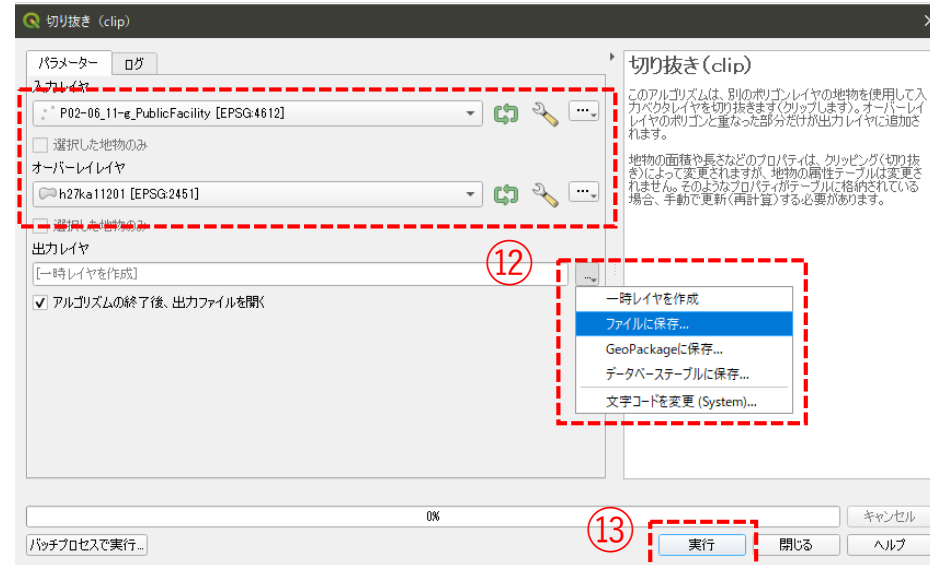 切り抜き（clip）
パラメーター ログ
入力レイヤ
P02-06_11-g_PublicFacility [EPSG:4612]
選択した地物のみ
オーバーレイレイヤ
h27ka11201 [EPSG:2451]
選択した地物のみ
出力レイヤ
[一時レイヤを作成]
✓ アルゴリズムの終了後、出力ファイルを開く
⑫
一時レイヤを作成
ファイルに保存...
GeoPackageに保存...
データベーステーブルに保存...
文字コードを変更 (System)...
切り抜き(clip)
このアルゴリズムは、別のポリゴンレイヤの地物を使用して入
力ベクタレイヤを切り抜きます(クリップします)。オーバーレイ
レイヤのポリゴンと重なった部分だけが出力レイヤに追加さ
れます。
地物の面積や長さなどのプロパティは、クリッピング(切り抜
き)によって変更されますが、地物の属性テーブルは変更さ
れません。そのようなプロパティがテーブルに格納されている
場合、手動で更新(再計算)する必要があります。
0%
キャンセル
バッチプロセスで実行...
⑬
実行
閉じる
ヘルプ